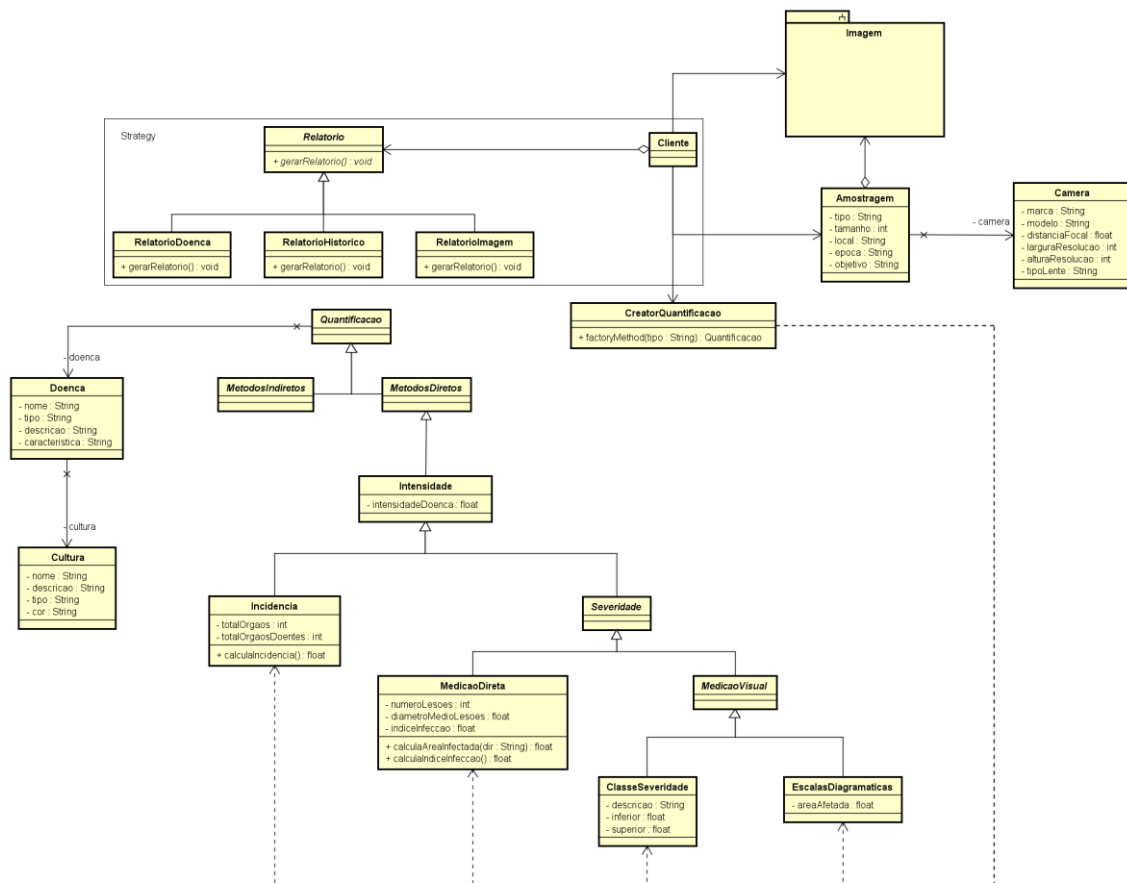 Imagem
Strategy
Relatorio
+ gerarRelatorio() : void
Cliente
RelatorioDoenca
+ gerarRelatorio() : void
RelatorioHistorico
+ gerarRelatorio() : void
RelatorioImagem
+ gerarRelatorio() : void
Amostragem
- tipo : String
- tamanho : int
- local : String
- epoca : String
- objetivo : String
- camera
Camera
- marca : String
- modelo : String
- distanciaFocal : float
- larguraResolucao : int
- alturaResolucao : int
- tipoLente : String
CreatorQuantificacao
+ factoryMethod(tipo : String) : Quantificacao
Quantificacao
- doenca
Doenca
- nome : String
- tipo : String
- descricao : String
- caracteristica : String
MetodosIndiretos
MetodosDiretos
Intensidade
- intensidadeDoenca : float
- cultura
Cultura
- nome : String
- descricao : String
- tipo : String
- cor : String
Incidencia
- totalOrgaos : int
- totalOrgaosDoentes : int
+ calculaIncidencia() : float
Severidade
MedicaoDireta
- numeroLesoes : int
- diametroMedioLesoes : float
- indiceInfeccao : float
+ calculaAreaInfectada(dir : String) : float
+ calculaIndiceInfeccao() : float
MedicaoVisual
ClasseSeveridade
- descricao : String
- inferior : float
- superior : float
EscalasDiagramaticas
- areaAfetada : float